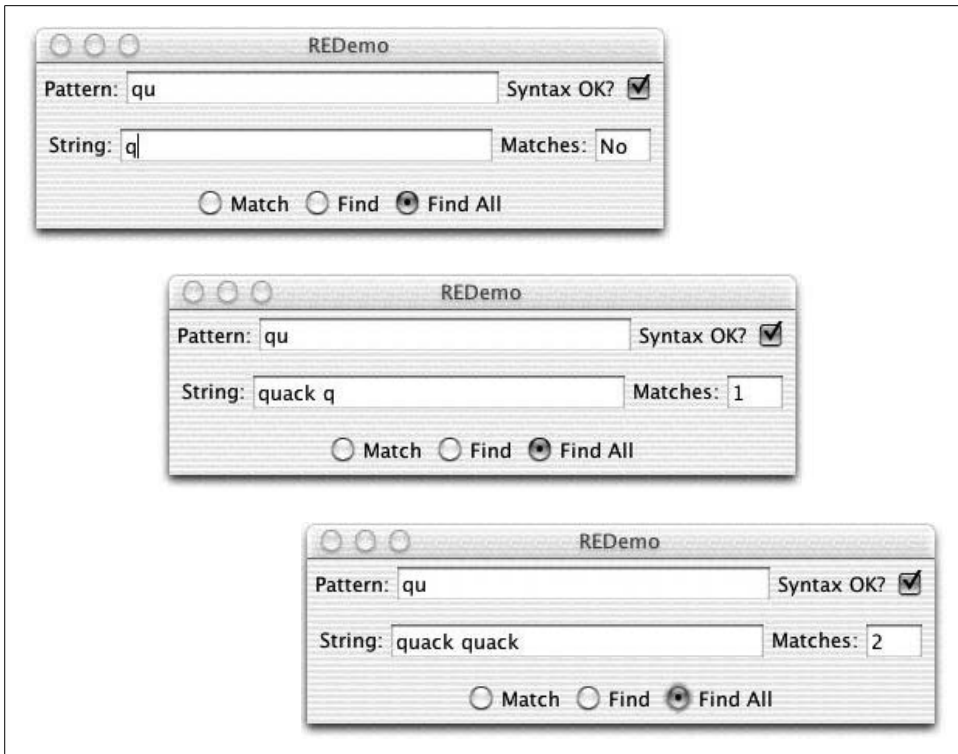 REDemo
Pattern: qu Syntax OK?
String: q Matches: No
Match Find Find All
REDemo
Pattern: qu Syntax OK?
String: quack q Matches: 1
Match Find Find All
REDemo
Pattern: qu Syntax OK?
String: quack quack Matches: 2
Match Find Find All